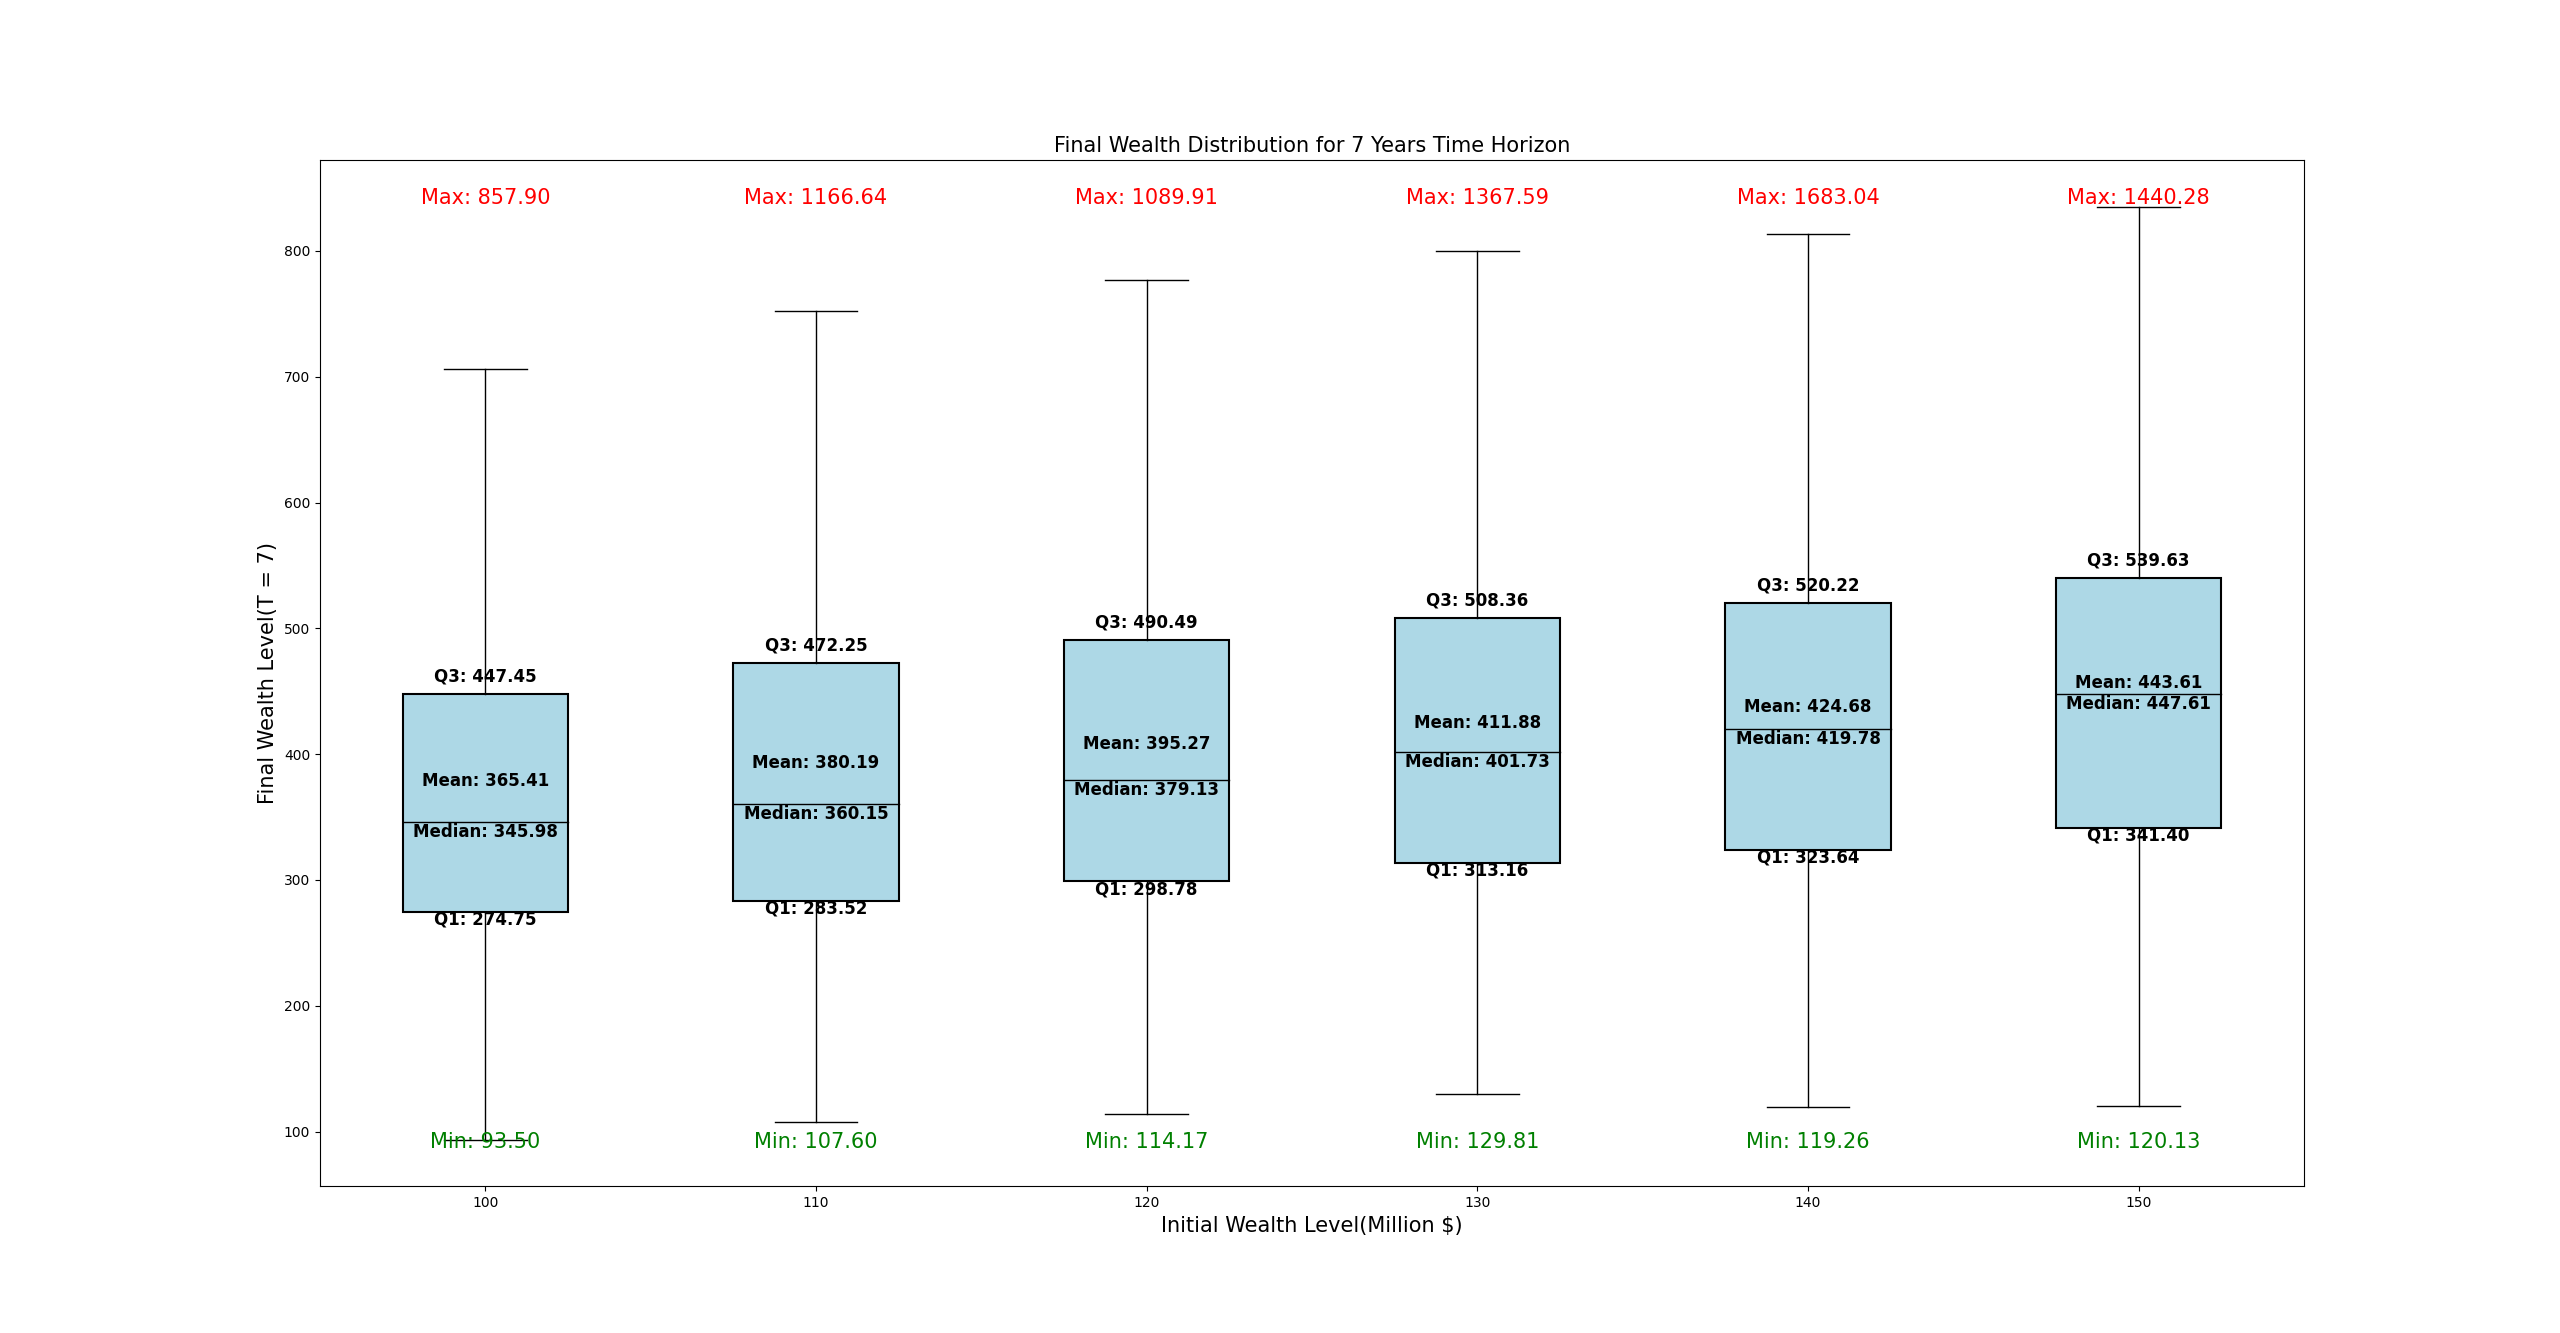 Final Wealth Distribution for 7 Years Time Horizon
Max: 857.90
Max: 1166.64
Max: 1089.91
Max: 1367.59
Max: 1683.04
Max: 1440.28
800
700
600
500
400
300
200
100
Final Wealth Level(T = 7)
Q3: 447.45
Mean: 365.41
Median: 345.98
Q1: 274.75
Min: 93.50
Q3: 472.25
Mean: 380.19
Median: 360.15
Q1: 283.52
Min: 107.60
Q3: 490.49
Mean: 395.27
Median: 379.13
Q1: 298.78
Min: 114.17
Q3: 508.36
Mean: 411.88
Median: 401.73
Q1: 313.16
Min: 129.81
Q3: 520.22
Mean: 424.68
Median: 419.78
Q1: 323.64
Min: 119.26
Q3: 539.63
Mean: 443.61
Median: 447.61
Q1: 341.40
Min: 120.13
100
110
120
130
140
150
Initial Wealth Level(Million $)